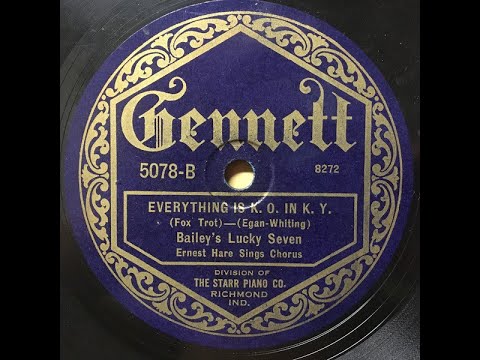 Gennett
5078-B 8272
EVERYTHING IS K. O. IN K. Y.
(Fox Trot)—(Egan-Whiting)
Bailey's Lucky Seven
Ernest Hare Sings Chorus
DIVISION OF
THE STARR PIANO CO.
RICHMOND
IND.